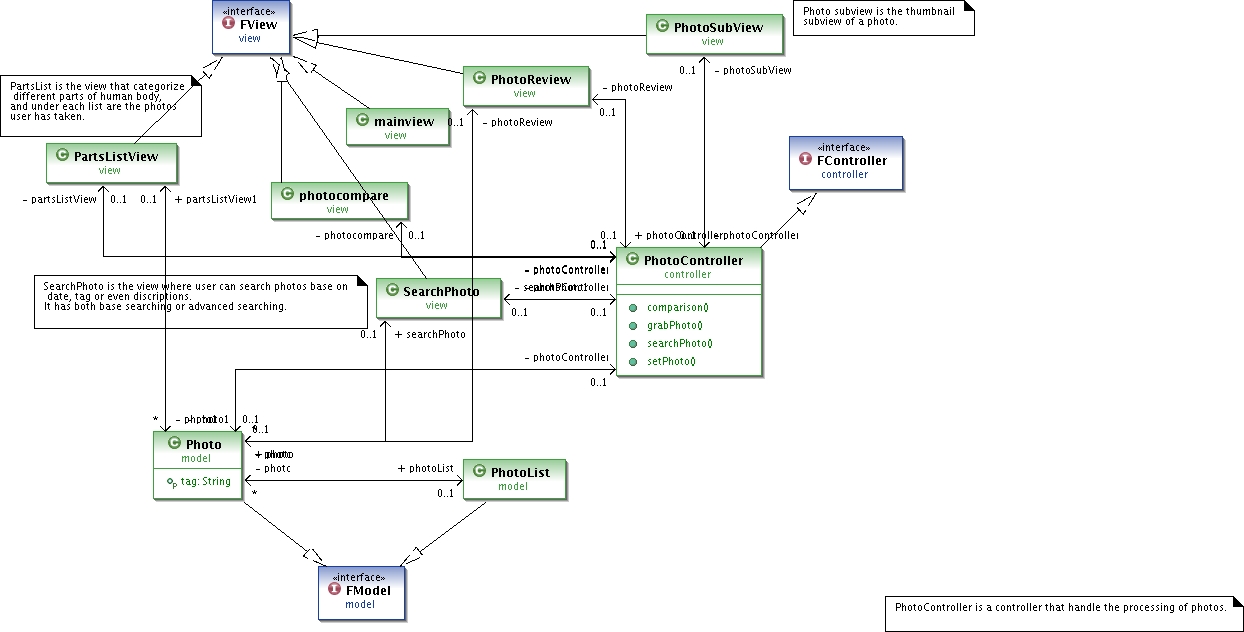 «interface»
FView
view
Photo subview is the thumbnail
subview of a photo.
PhotoSubView
view
0..1
- photoSubView
PhotoReview
view
- photoReview
0..1
PartsList is the view that categorize
different parts of human body,
and under each list are the photos
user has taken.
mainview
view
0..1
- photoReview
PartsListView
view
«interface»
FController
controller
photocompare
view
- partsListView
0..1
0..1
+ partsListView1
- photocompare
0..1
0..1
+ photoController
0..1
- photoController
0..1
PhotoController
controller
comparison()
grabPhoto()
searchPhoto()
setPhoto()
- photoController
SearchPhoto is the view where user can search photos base on
date, tag or even discriptions.
It has both base searching or advanced searching.
SearchPhoto
view
0..1
0..1
0..1
+ searchPhoto
- photoController
0..1
*
- photo1
0..1
0..1
Photo
model
tag: String
+ photo
- photo
*
+ photoList
0..1
PhotoList
model
«interface»
FModel
model
PhotoController is a controller that handle the processing of photos.